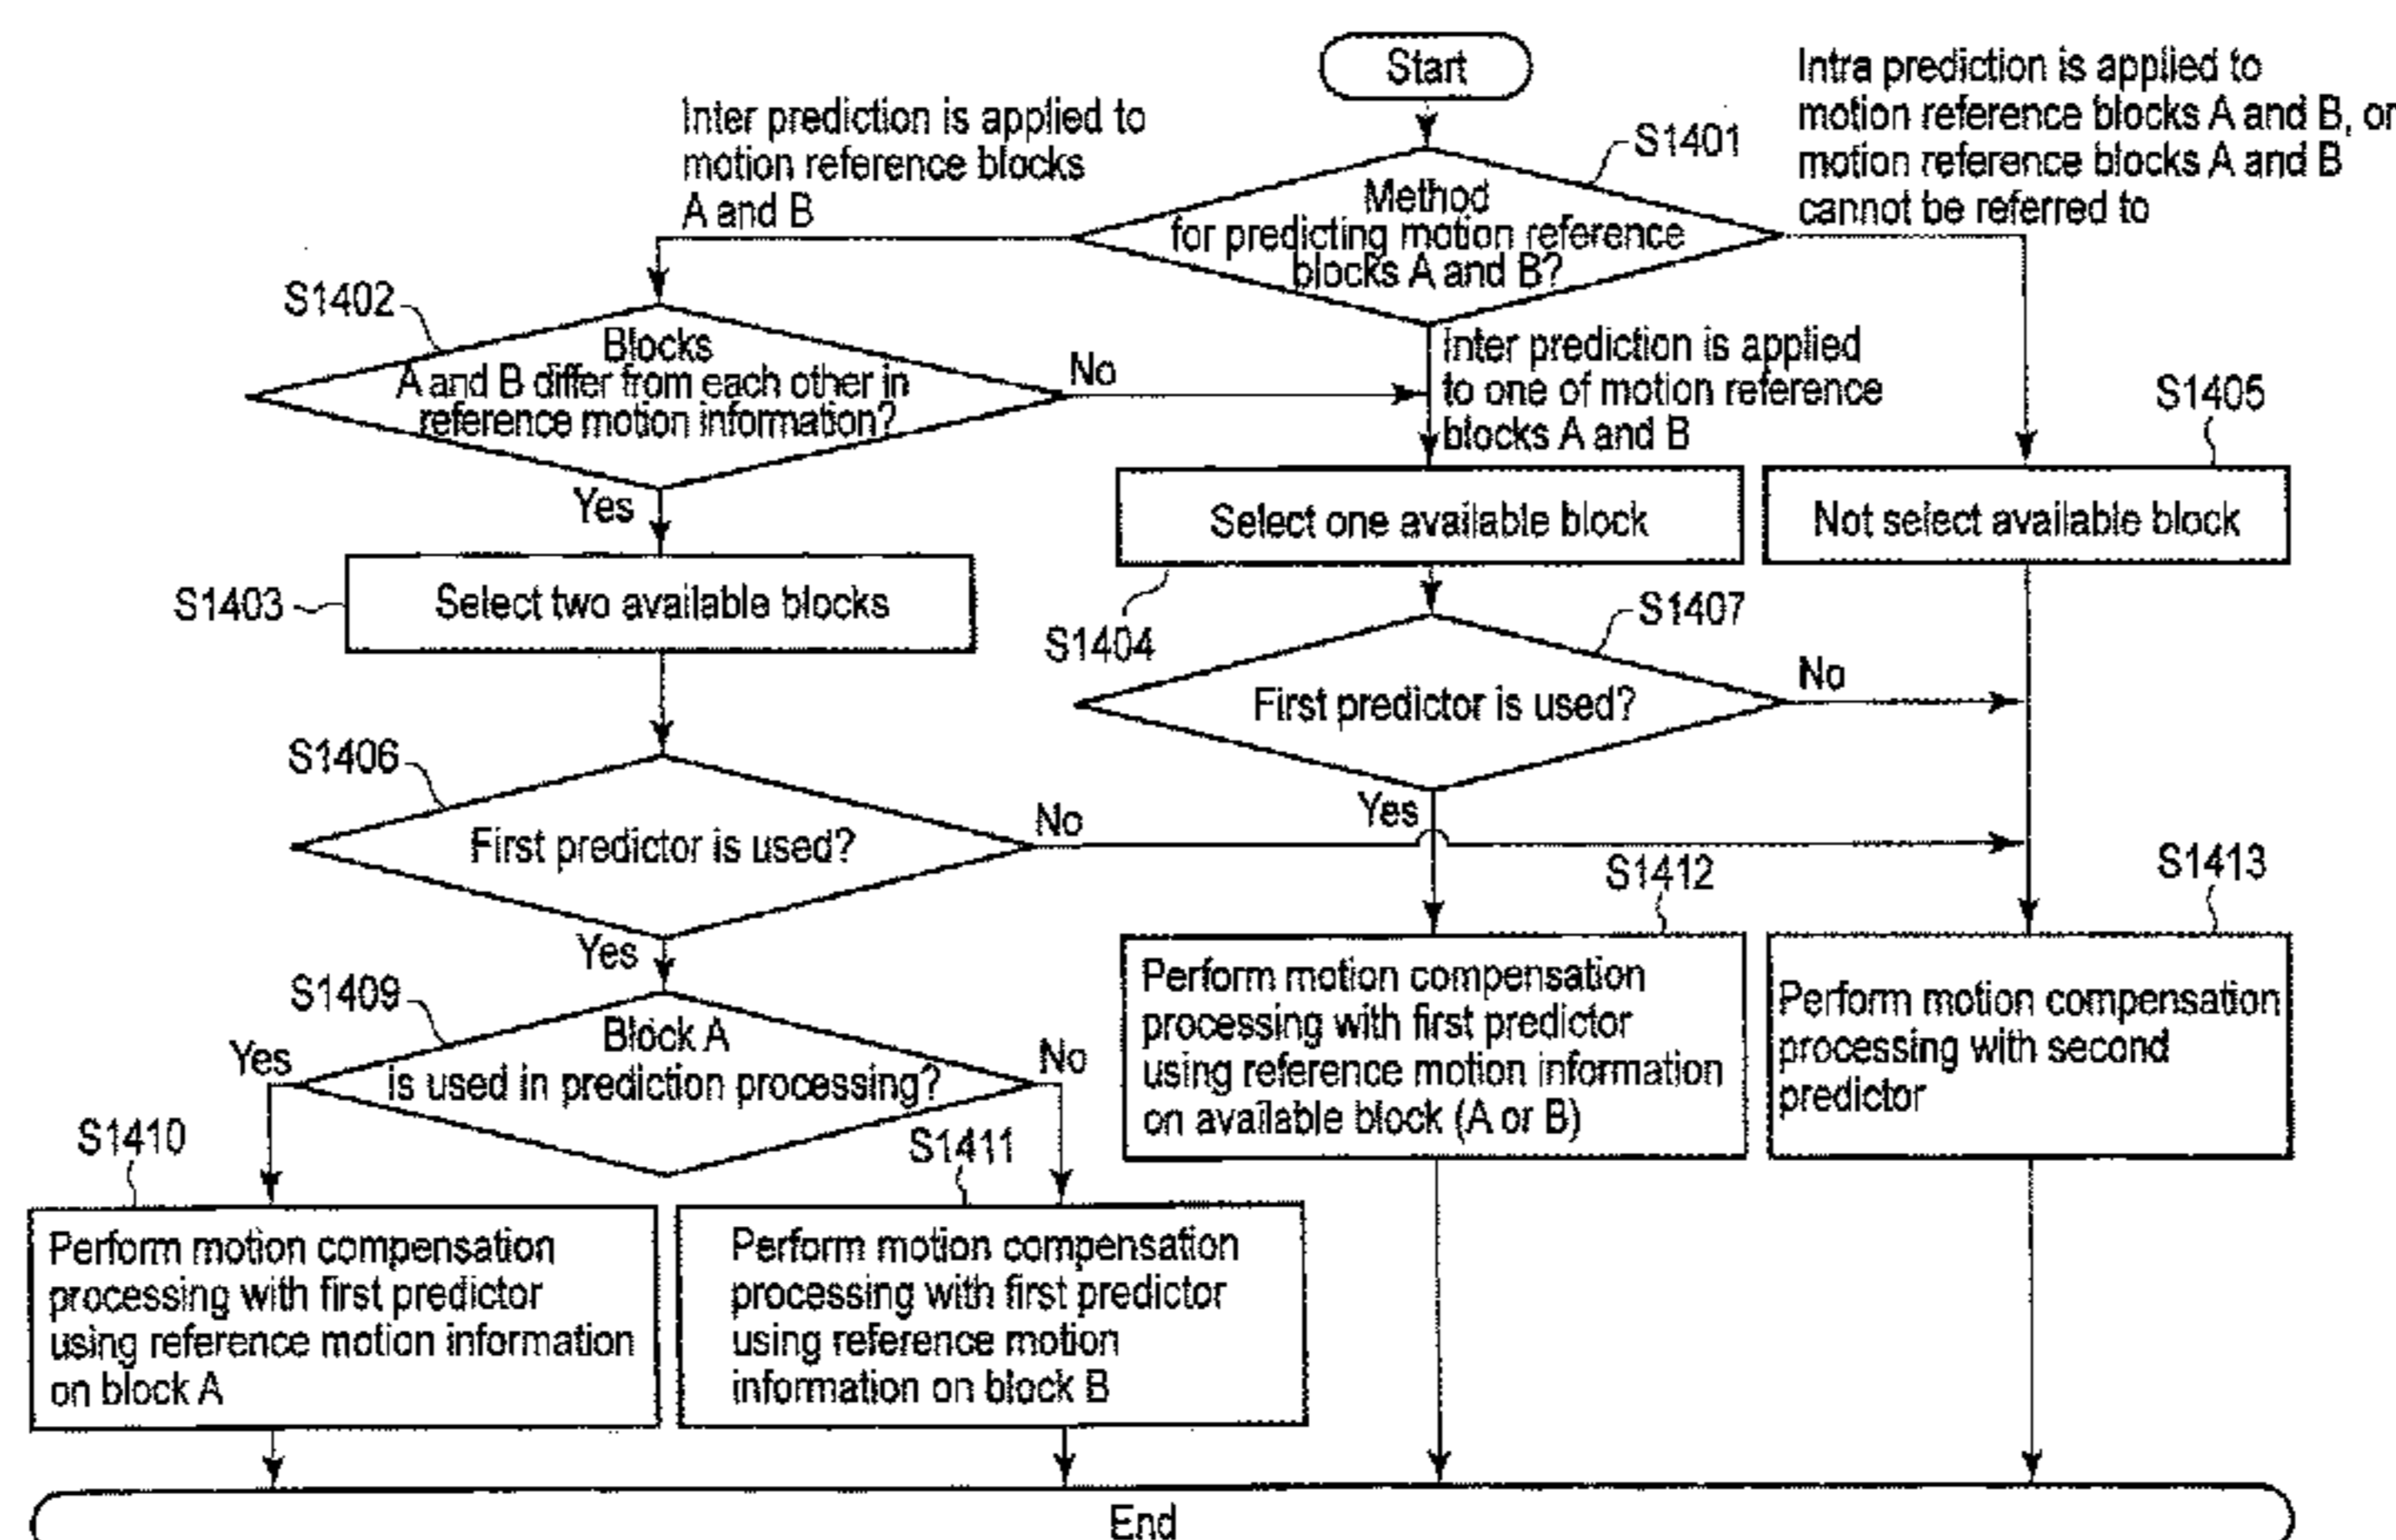 Start
Inter prediction is applied to
motion reference blocks
A and B
Intra prediction is applied to
motion reference blocks A and B, or
motion reference blocks A and B
cannot be referred to
S1401
Method
for predicting motion reference
blocks A and B?
S1402
Blocks
A and B differ from each other in
reference motion information?
No
Inter prediction is applied
to one of motion reference
blocks A and B
S1405
Yes
Select one available block
Not select available block
S1403
Select two available blocks
S1404
S1407
First predictor is used?
No
S1406
First predictor is used?
No
Yes
S1412
S1413
Yes
S1409
Block A
is used in prediction processing?
Yes
No
Perform motion compensation
processing with first predictor
using reference motion information
on available block (A or B)
Perform motion compensation
processing with second
predictor
S1410
S1411
Perform motion compensation
processing with first predictor
using reference motion information
on block A
Perform motion compensation
processing with first predictor
using reference motion
information on block B
End